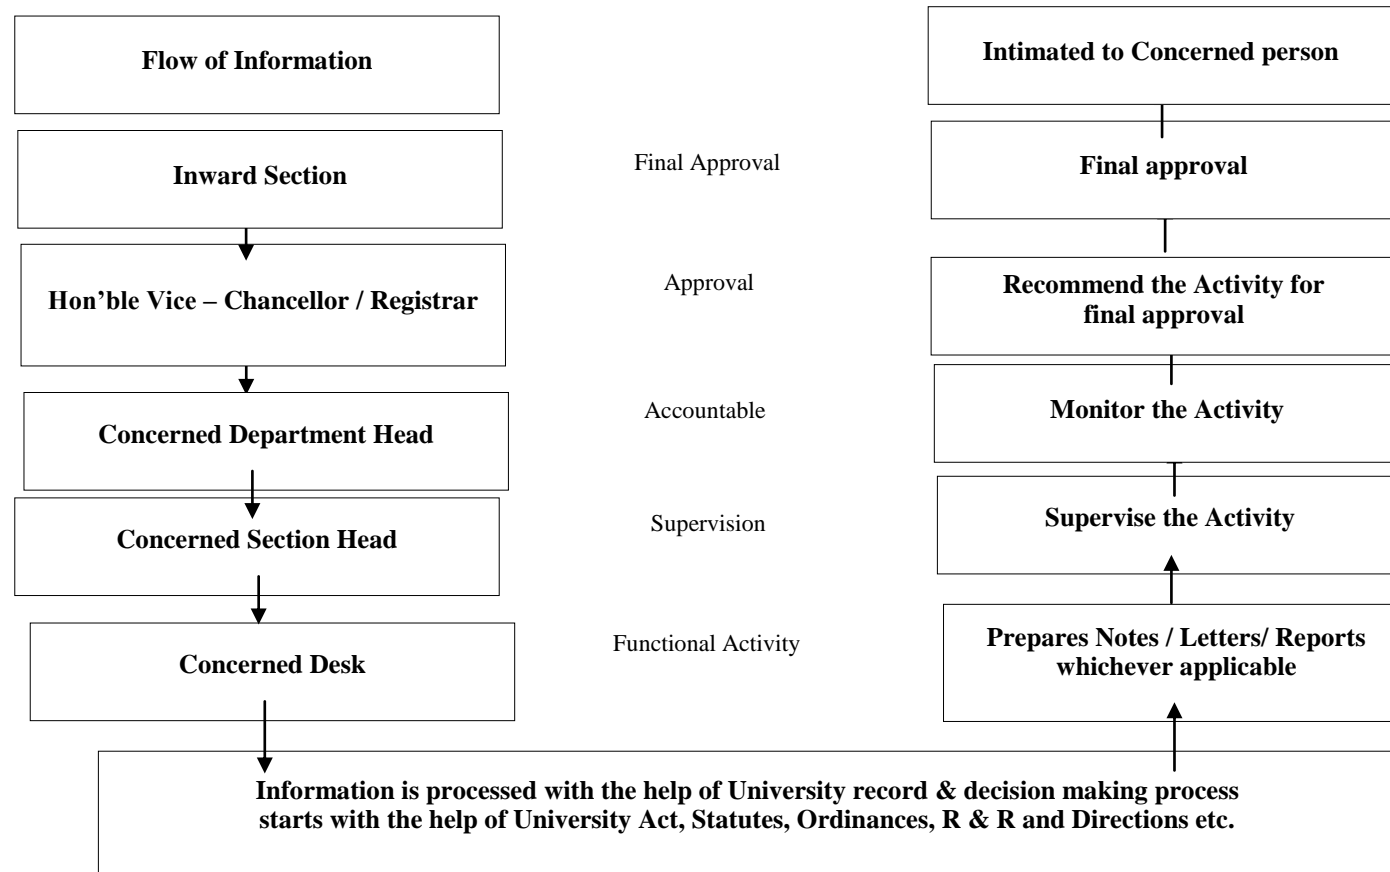 Flow of Information
Intimated to Concerned person
Inward Section
Final Approval
Final approval
Hon’ble Vice – Chancellor / Registrar
Approval
Recommend the Activity for
final approval
Concerned Department Head
Accountable
Monitor the Activity
Concerned Section Head
Supervision
Supervise the Activity
Concerned Desk
Functional Activity
Prepares Notes / Letters/ Reports
whichever applicable
Information is processed with the help of University record & decision making process
starts with the help of University Act, Statutes, Ordinances, R & R and Directions etc.